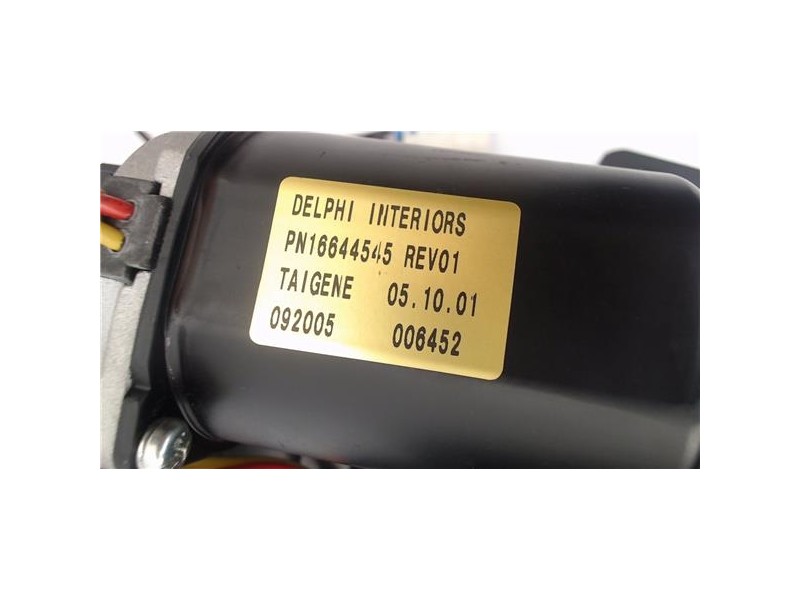 DELPHI INTERIORS
PN16644545 REV01
TAIGENE 05.10.01
092005 006452